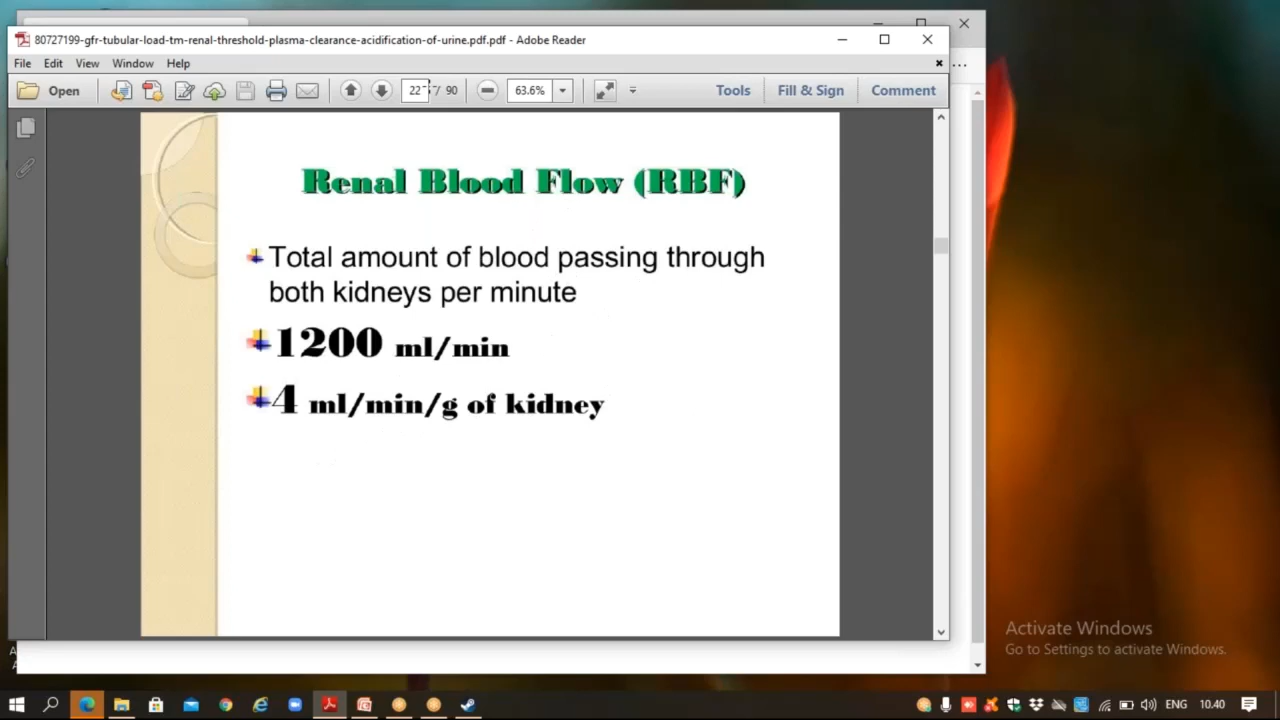 80727199-gfr-tubular-load-tm-renal-threshold-plasma-clearance-acidification-of-urine.pdf.pdf - Adobe Reader
File Edit View Window Help
Open 22 / 90 63.6% Tools Fill & Sign Comment
Renal Blood Flow (RBF)
Total amount of blood passing through
both kidneys per minute
1200 ml/min
4 ml/min/g of kidney
Activate Windows
Go to Settings to activate Windows.
ENG 10.40